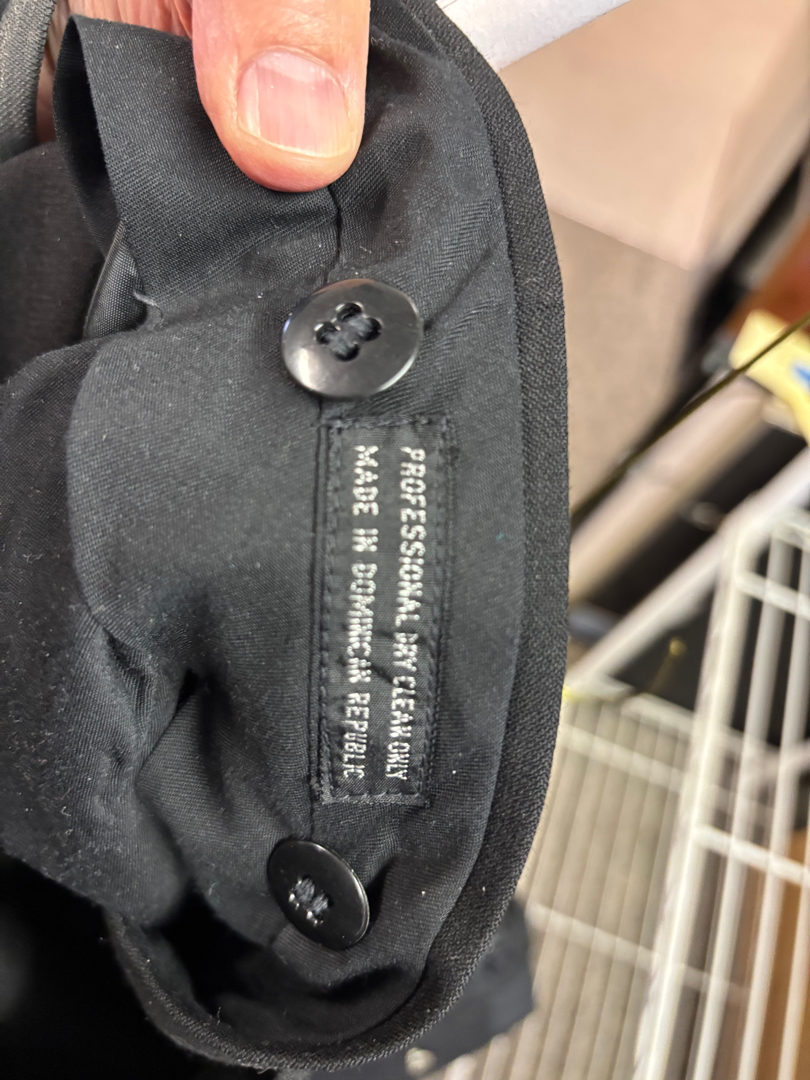 PROFESSIONAL DRY CLEAN ONLY
MADE IN DOMINICAN REPUBLIC